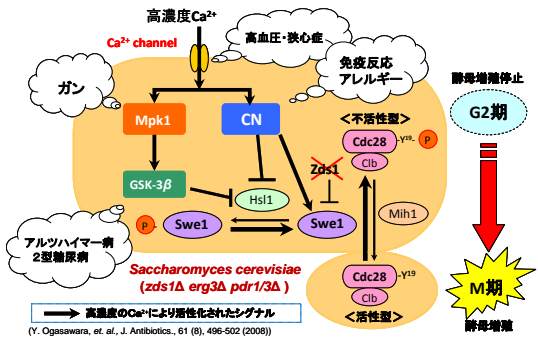 高濃度Ca²⁺
Ca²⁺ channel
高血圧・狭心症
ガン
免疫反応
アレルギー
酵母増殖停止
G2期
Mpk1
CN
<不活性型>
Cdc28
-Y¹⁹-
P
Clb
Zds1
GSK-3β
Hsl1
Mih1
アルツハイマー病
2型糖尿病
P
Swe1
Swe1
Saccharomyces cerevisiae
(zds1Δ erg3Δ pdr1/3Δ )
Cdc28
-Y¹⁹
Clb
<活性型>
M期
酵母増殖
高濃度のCa²⁺により活性化されたシグナル
(Y. Ogasawara, et. al., J. Antibiotics., 61 (8), 496-502 (2008))